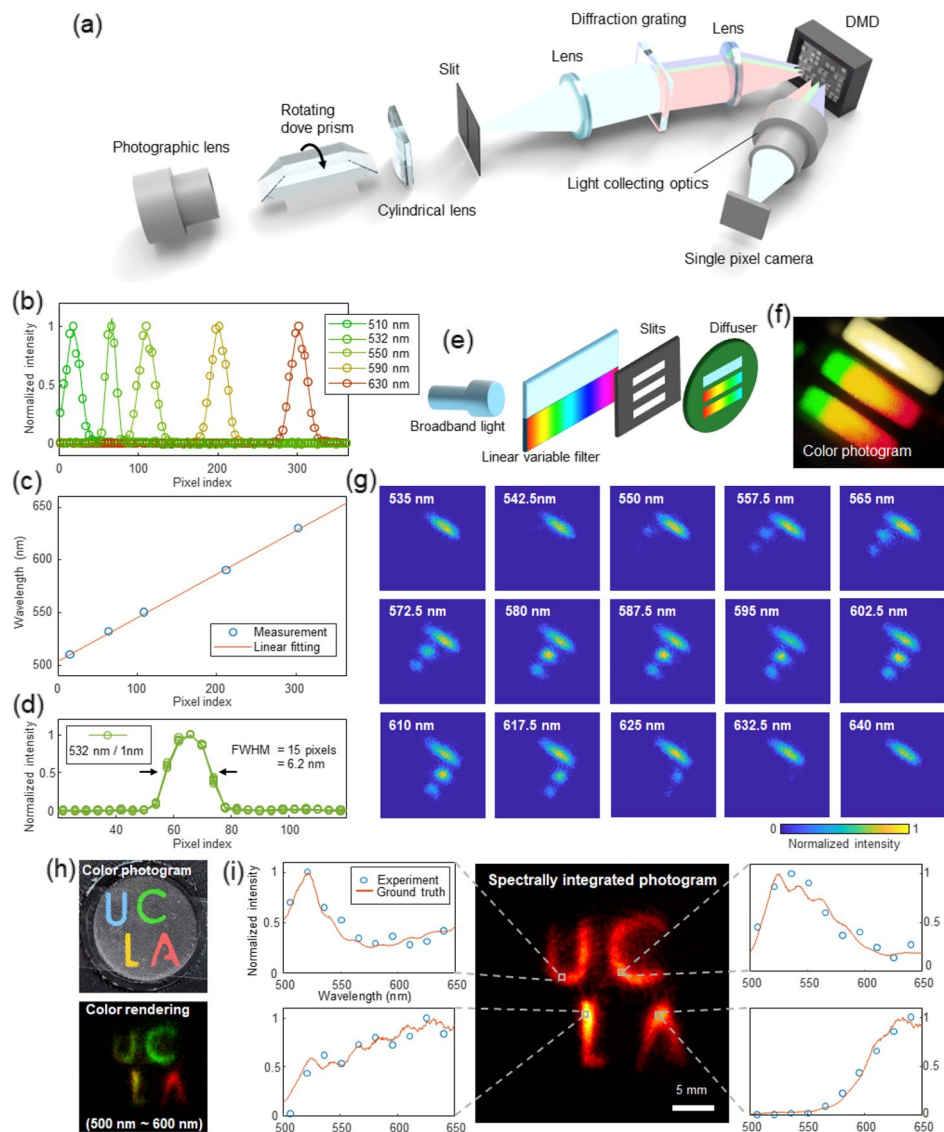 (a)
Photographic lens
Rotating
dove prism
Cylindrical lens
Slit
Lens
Diffraction grating
Lens
DMD
Light collecting optics
Single pixel camera
(b)
Normalized intensity
1
0.5
0
0
100
200
300
Pixel index
510 nm
532 nm
550 nm
590 nm
630 nm
(c)
Wavelength (nm)
650
600
550
500
0
100
200
300
Pixel index
Measurement
Linear fitting
(d)
Normalized intensity
1
0.5
0
40
60
80
100
Pixel index
532 nm / 1nm
FWHM = 15 pixels
= 6.2 nm
(e)
Broadband light
Linear variable filter
Slits
Diffuser
(f)
Color photogram
(g)
535 nm
542.5nm
550 nm
557.5 nm
565 nm
572.5 nm
580 nm
587.5 nm
595 nm
602.5 nm
610 nm
617.5 nm
625 nm
632.5 nm
640 nm
0
1
Normalized intensity
(h)
Color photogram
UC
LA
Color rendering
UC
LA
(500 nm ~ 600 nm)
(i)
Normalized intensity
1
0.5
0
500
550
600
650
Wavelength (nm)
Experiment
Ground truth
1
0.5
0
500
550
600
650
Spectrally integrated photogram
UC
LA
5 mm
1
0.5
0
500
550
600
650
1
0.5
0
500
550
600
650